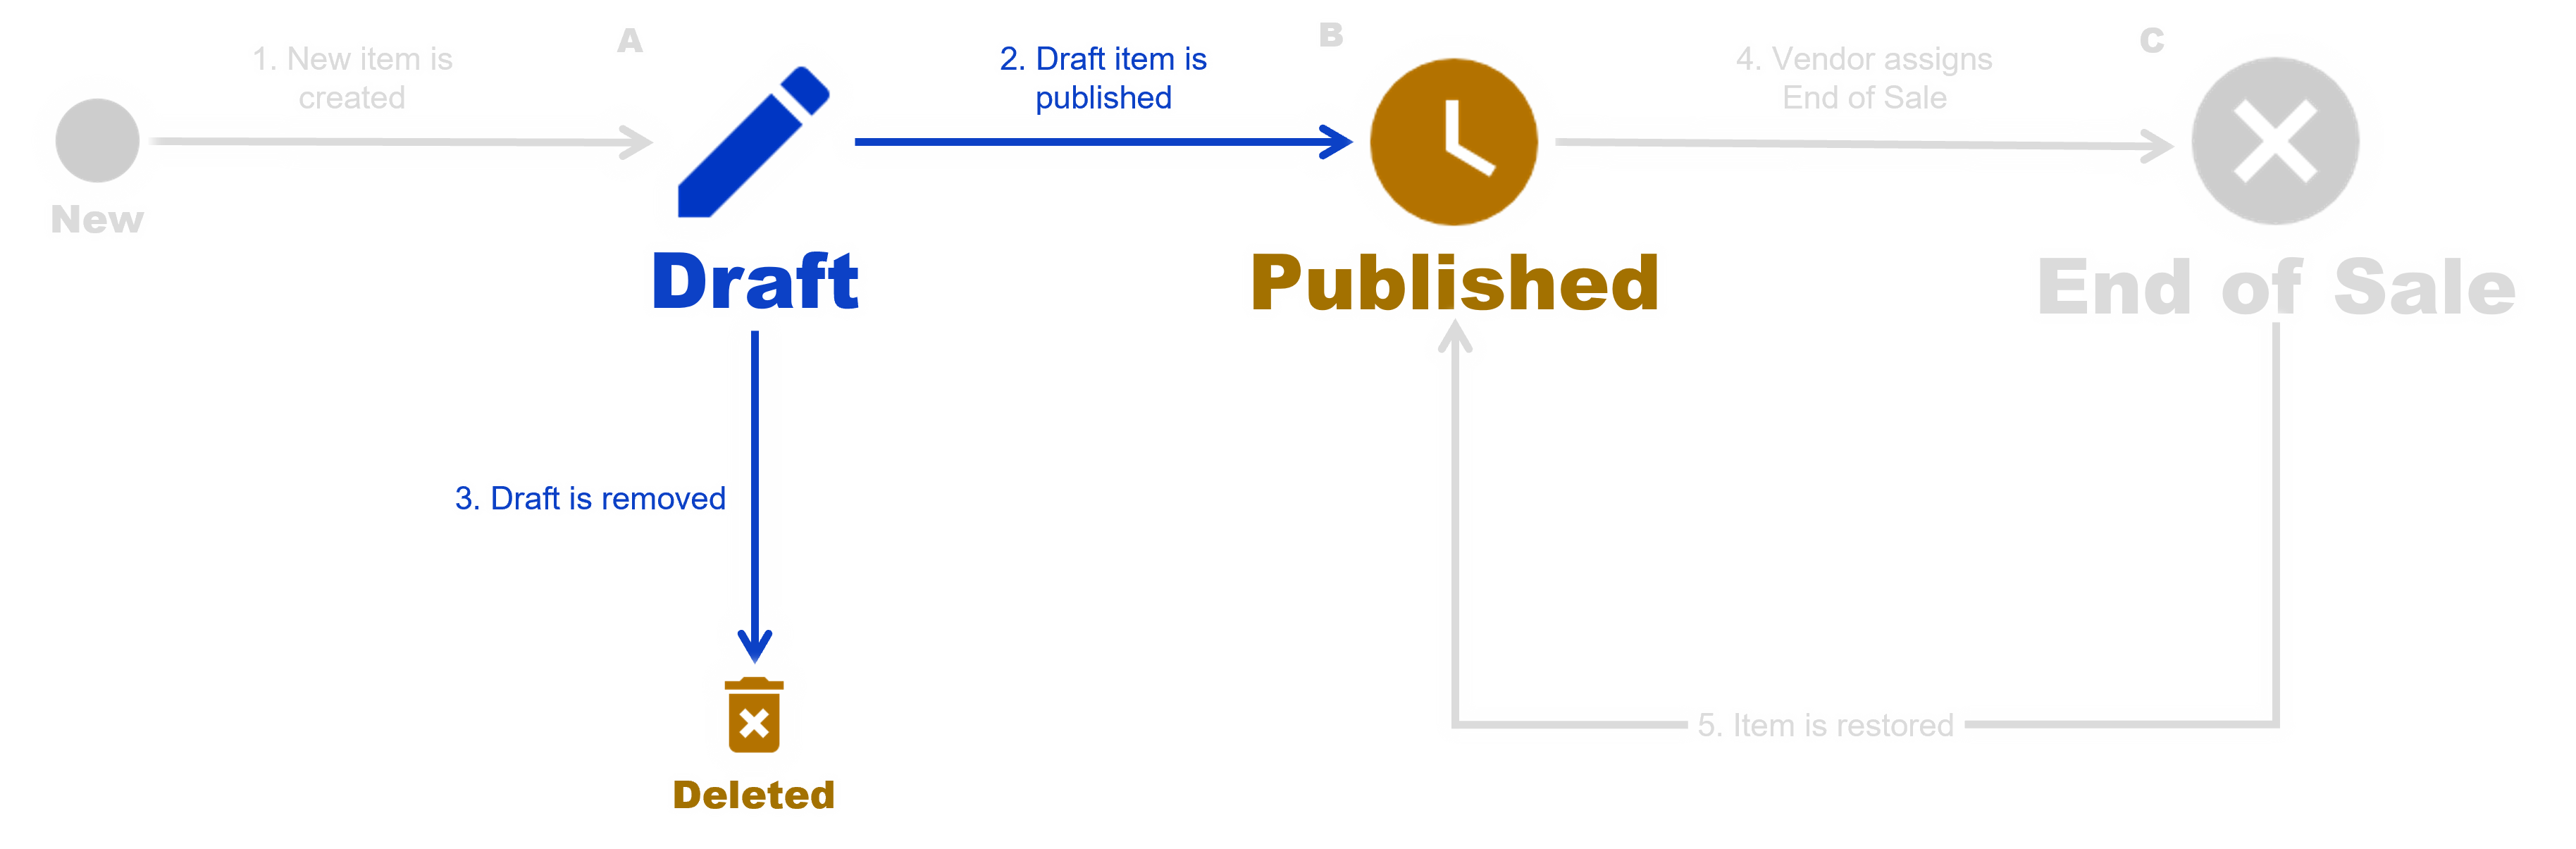 A
1. New item is
created
New
Draft
2. Draft item is
published
B
Published
4. Vendor assigns
End of Sale
C
End of Sale
3. Draft is removed
Deleted
5. Item is restored